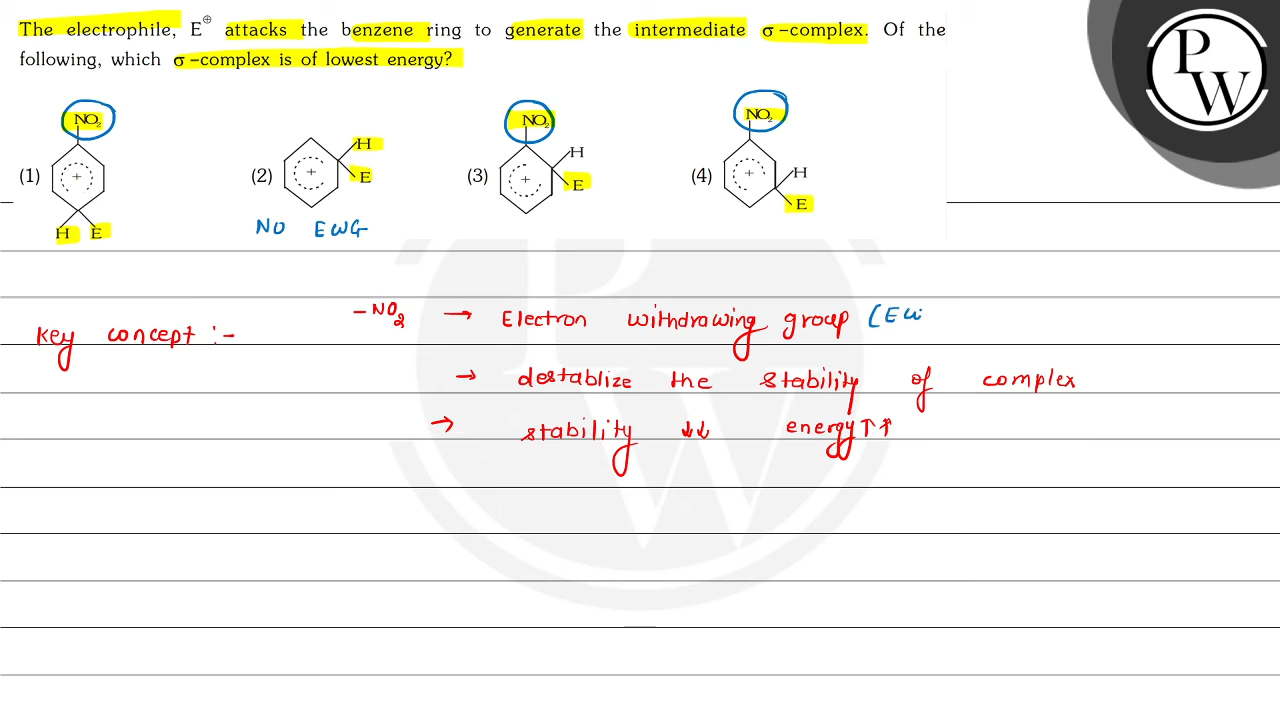 The electrophile, E⊕ attacks the benzene ring to generate the intermediate σ-complex. Of the
following, which σ-complex is of lowest energy?
(1) NO₂ + H E
(2) + H E
(3) NO₂ + H E
(4) NO₂ + H E
NO EWG
Key concept :-
-NO₂ → Electron withdrawing group (EW
→ destablize the stability of complex
→ stability ↓↓ energy ↑↑
PW
PW